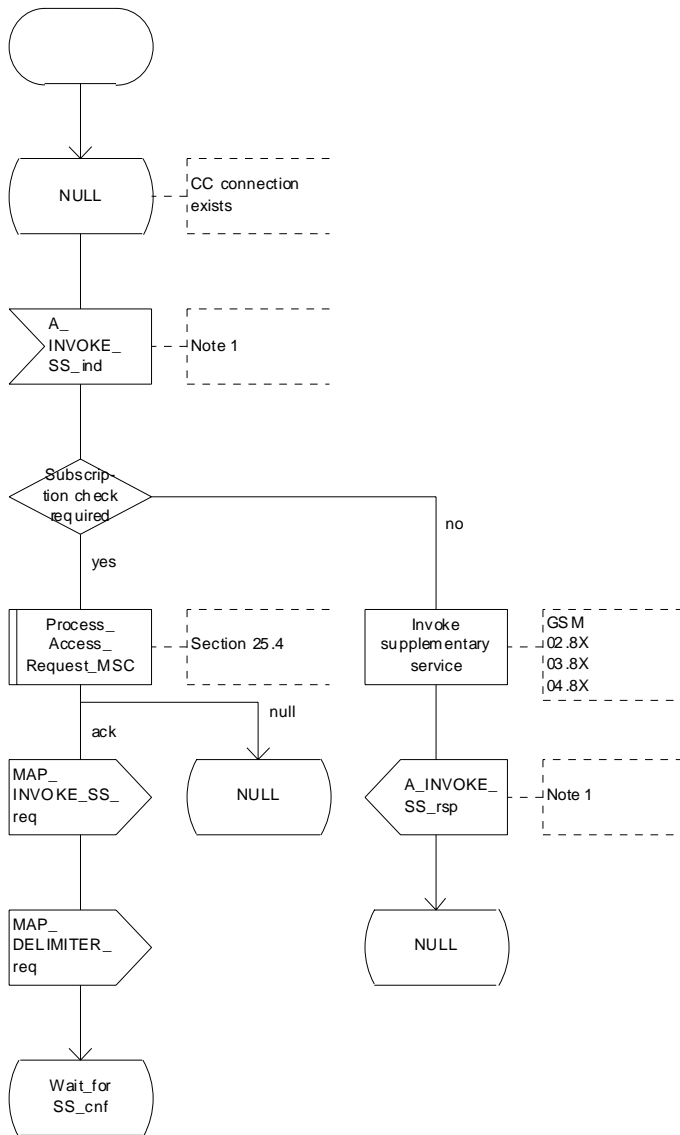 NULL
CC connection
exists
A_
INVOKE_
SS_ind
Note 1
Subscrip-
tion check
required
no
yes
Process_
Access_
Request_MSC
Section 25.4
Invoke
supplementary
service
GSM
02.8X
03.8X
04.8X
null
ack
MAP_
INVOKE_SS_
req
NULL
A_INVOKE_
SS_rsp
Note 1
MAP_
DELIMITER_
req
NULL
Wait_for
SS_cnf